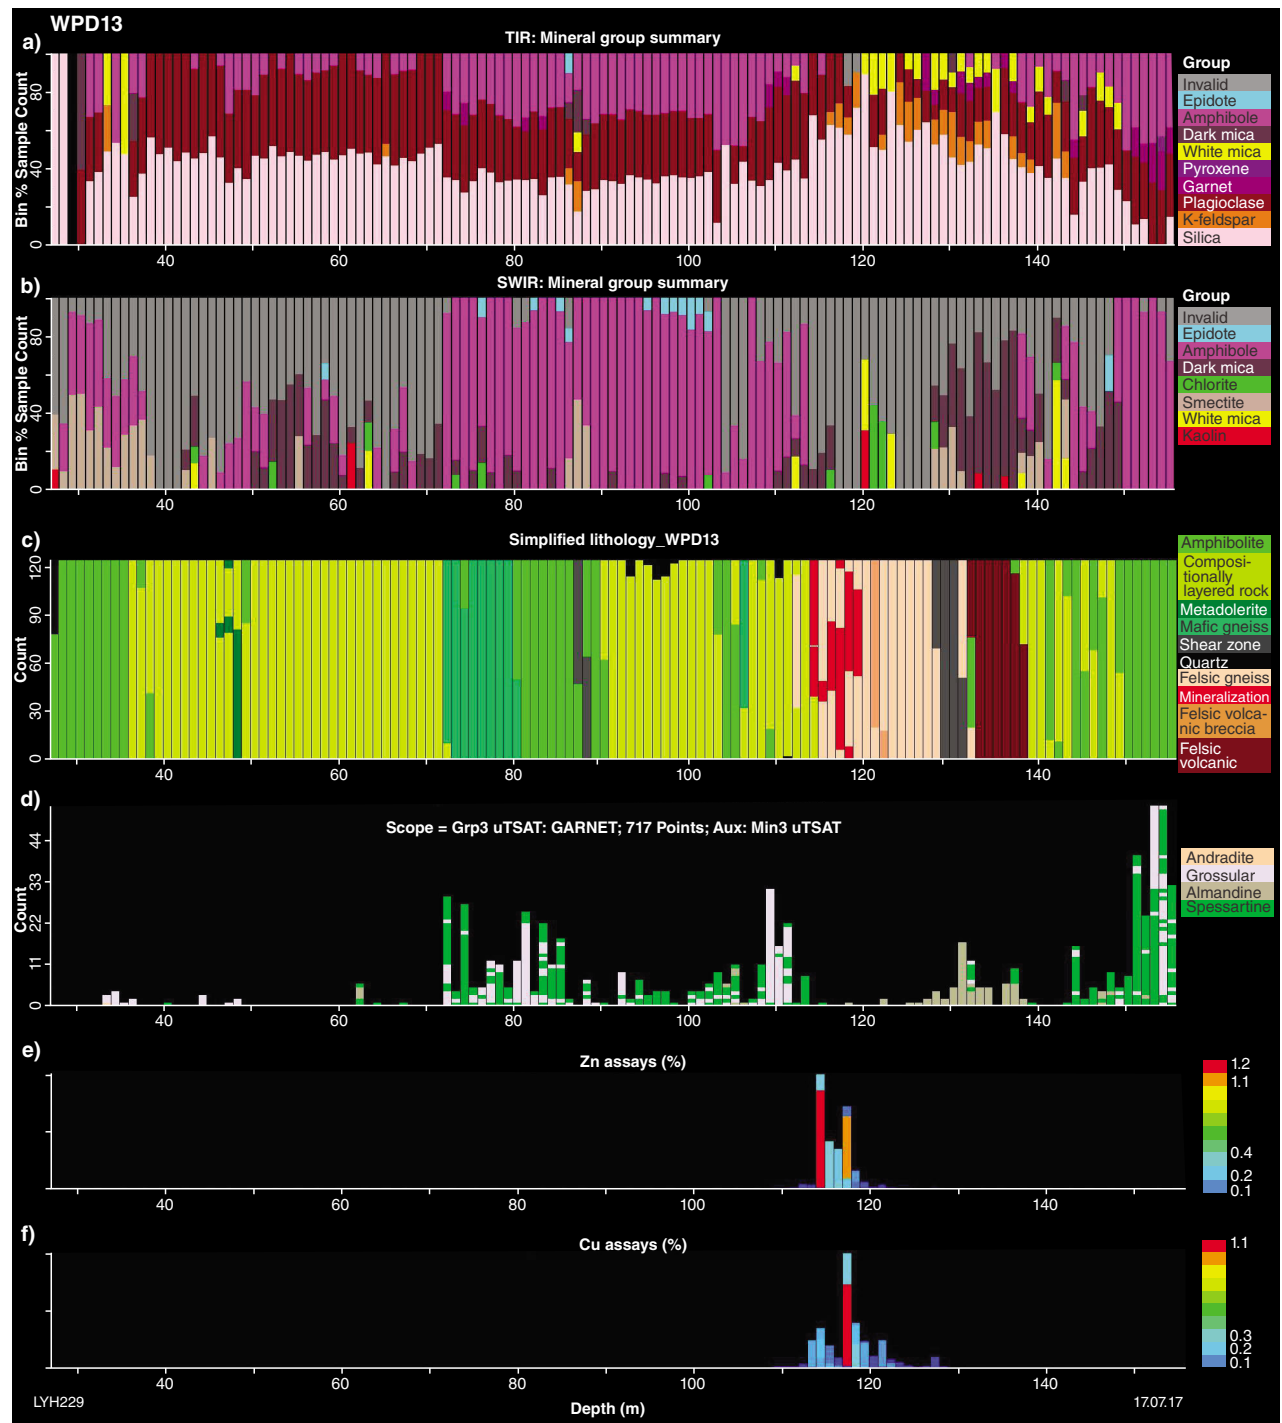 WPD13
a)
TIR: Mineral group summary
Bin % Sample Count
80
40
0
40
60
80
100
120
140
Group
Invalid
Epidote
Amphibole
Dark mica
White mica
Pyroxene
Garnet
Plagioclase
K-feldspar
Silica
b)
SWIR: Mineral group summary
Bin % Sample Count
80
40
0
40
60
80
100
120
140
Group
Invalid
Epidote
Amphibole
Dark mica
Chlorite
Smectite
White mica
Kaolin
c)
Simplified lithology_WPD13
Count
120
90
60
30
0
40
60
80
100
120
140
Amphibolite
Composi-
tionally
layered rock
Metadolerite
Mafic gneiss
Shear zone
Quartz
Felsic gneiss
Mineralization
Felsic volca-
nic breccia
Felsic
volcanic
d)
Scope = Grp3 uTSAT: GARNET; 717 Points; Aux: Min3 uTSAT
Count
44
33
22
11
0
40
60
80
100
120
140
Andradite
Grossular
Almandine
Spessartine
e)
Zn assays (%)
40
60
80
100
120
140
1.2
1.1
0.4
0.2
0.1
f)
Cu assays (%)
40
60
80
100
120
140
1.1
0.3
0.2
0.1
LYH229
Depth (m)
17.07.17